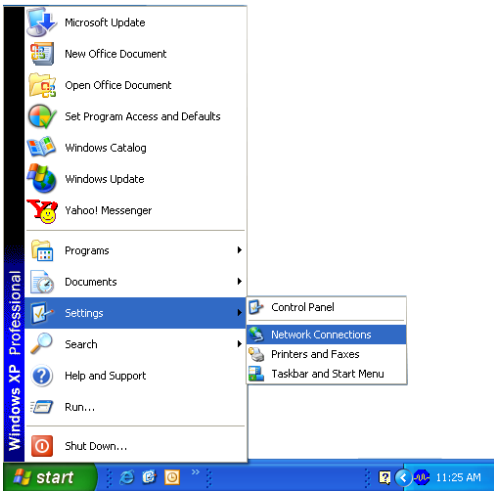 Microsoft Update
New Office Document
Open Office Document
Set Program Access and Defaults
Windows Catalog
Windows Update
Yahoo! Messenger
Programs
Documents
Settings
Search
Help and Support
Run...
Shut Down...
Windows XP Professional
Control Panel
Network Connections
Printers and Faxes
Taskbar and Start Menu
start
11:25 AM